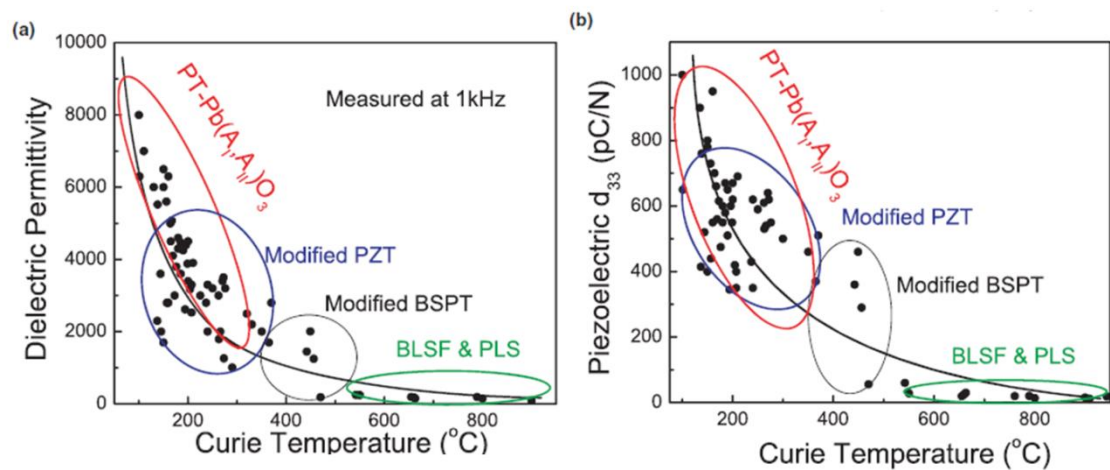 (a)
10000
8000
6000
4000
2000
0
Dielectric Permittivity
PT-Pb(A_I,A_II)O_3
Measured at 1kHz
Modified PZT
Modified BSPT
BLSF & PLS
200 400 600 800
Curie Temperature (°C)
(b)
1000
800
600
400
200
0
Piezoelectric d_33 (pC/N)
PT-Pb(A_I,A_II)O_3
Modified PZT
Modified BSPT
BLSF & PLS
200 400 600 800
Curie Temperature (°C)